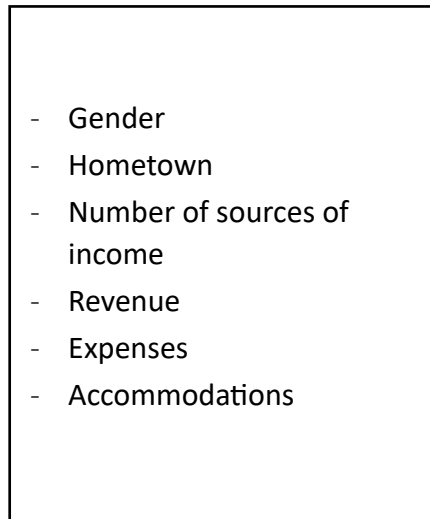 - Gender
- Hometown
- Number of sources of
income
- Revenue
- Expenses
- Accommodations